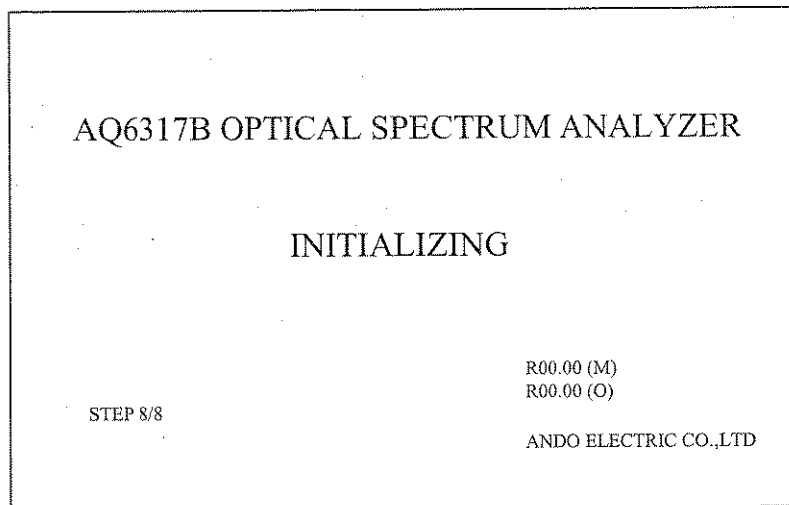 AQ6317B OPTICAL SPECTRUM ANALYZER
INITIALIZING
R00.00 (M)
R00.00 (O)
STEP 8/8
ANDO ELECTRIC CO.,LTD